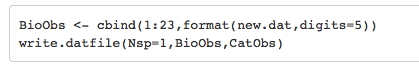 BioObs <- cbind(1:23,format(new.dat,digits=5))
write.datfile(Nsp=1,BioObs,CatObs)